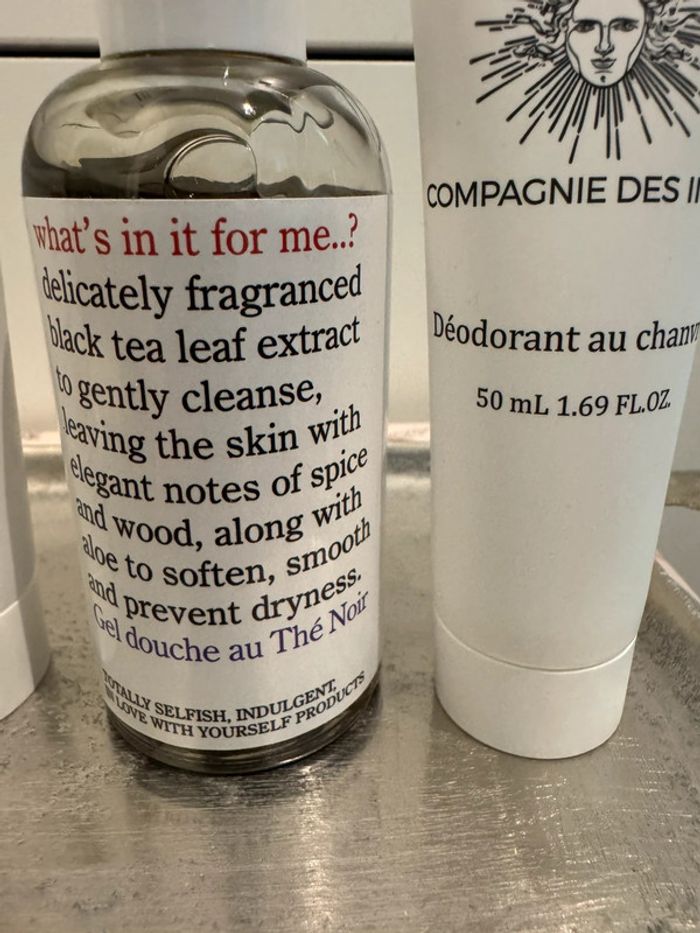 what's in it for me..?
delicately fragranced
black tea leaf extract
to gently cleanse,
leaving the skin with
elegant notes of spice
and wood, along with
aloe to soften, smooth
and prevent dryness.
Gel douche au Thé Noir
TOTALLY SELFISH, INDULGENT,
IN LOVE WITH YOURSELF PRODUCTS
COMPAGNIE DES
Déodorant au
50 mL 1.69 FL.OZ.